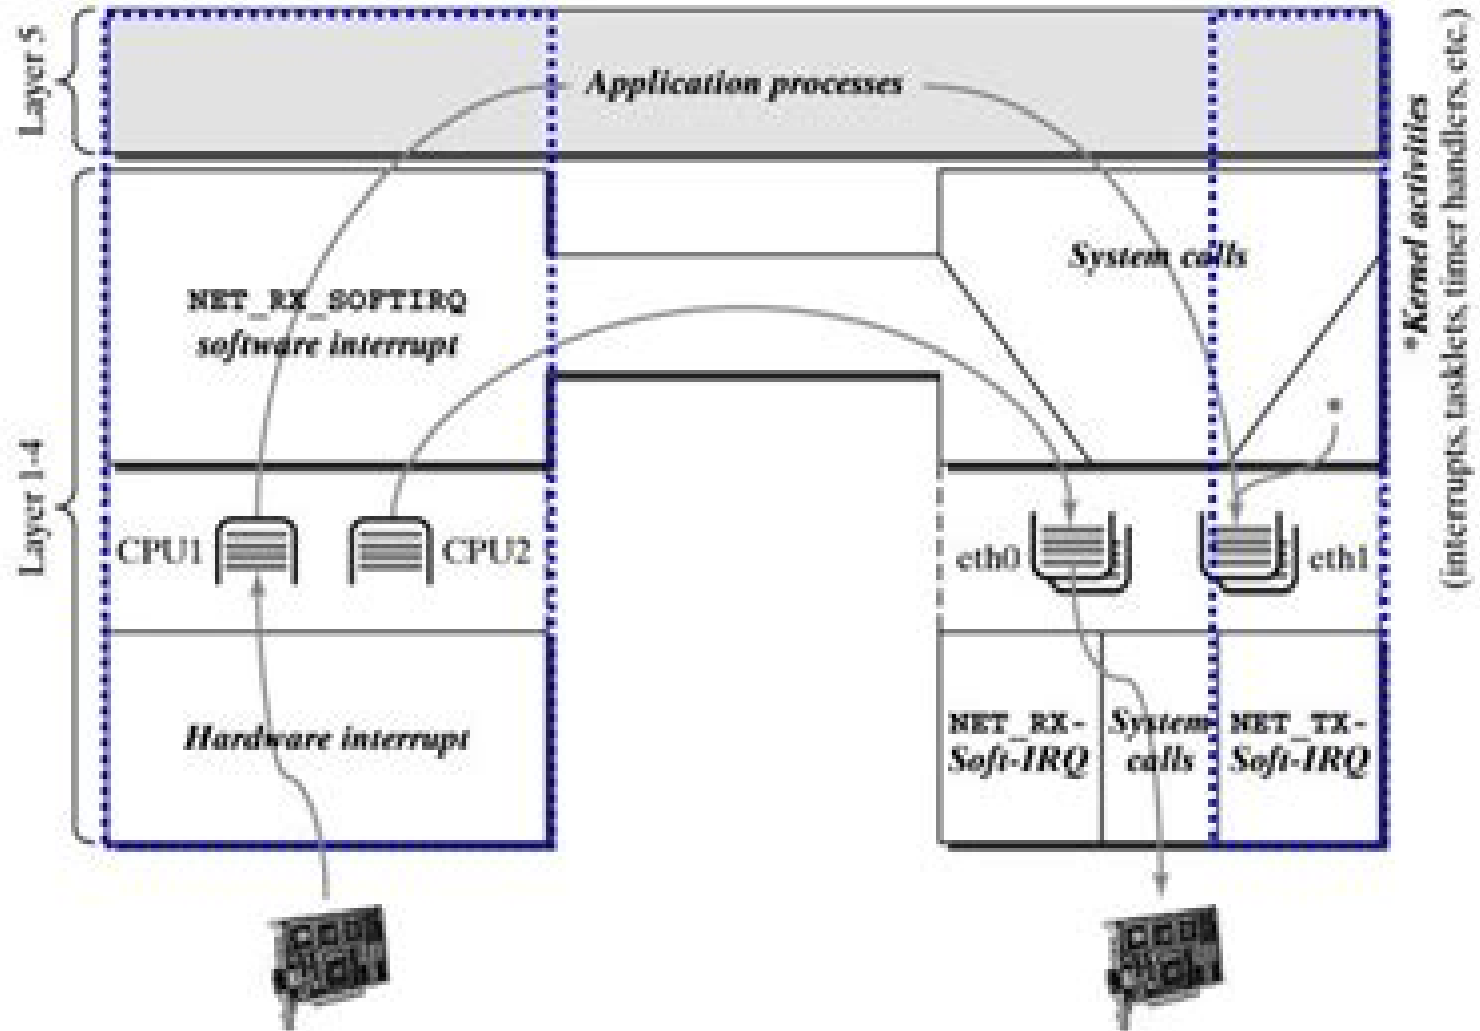 Layer 5
Application processes
*Kernel activities
(interrupts, tasklets, timer handlers, etc.)
System calls
NET_RX_SOFTIRQ
software interrupt
*
Layer 1-4
CPU1
CPU2
eth0
eth1
Hardware interrupt
NET_RX-
Soft-IRQ
System
calls
NET_TX-
Soft-IRQ